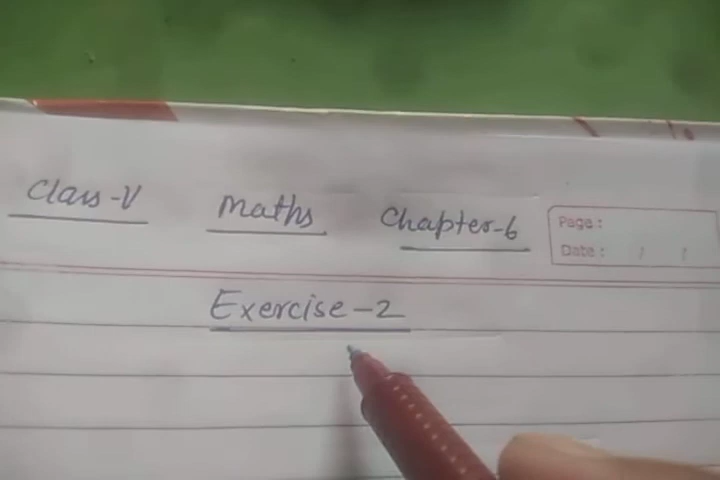 Class-V Maths Chapter-6
Page :
Date : / /
Exercise-2